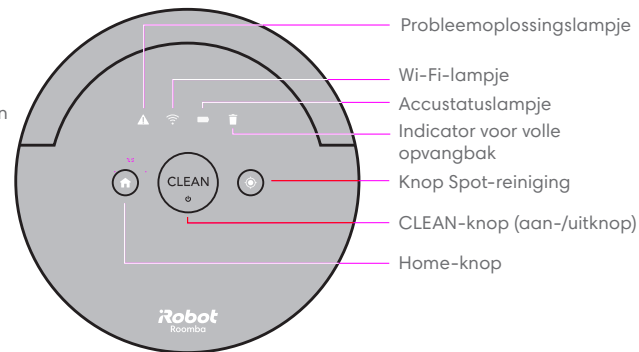 Probleemoplossingslampje
Wi-Fi-lampje
Accustatuslampje
Indicator voor volle
opvangbak
Knop Spot-reiniging
CLEAN-knop (aan-/uitknop)
Home-knop
n
CLEAN
iRobot
Roomba